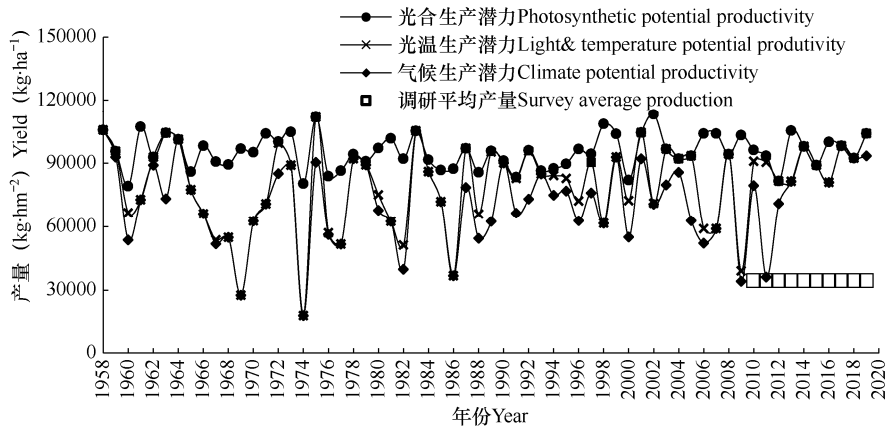 光合生产潜力Photosynthetic potential productivity
光温生产潜力Light& temperature potential produtivity
气候生产潜力Climate potential productivity
调研平均产量Survey average production
产量 (kg·hm⁻²) Yield (kg·ha⁻¹)
150000
120000
90000
60000
30000
0
1958 1960 1962 1964 1966 1968 1970 1972 1974 1976 1978 1980 1982 1984 1986 1988 1990 1992 1994 1996 1998 2000 2002 2004 2006 2008 2010 2012 2014 2016 2018 2020
年份Year